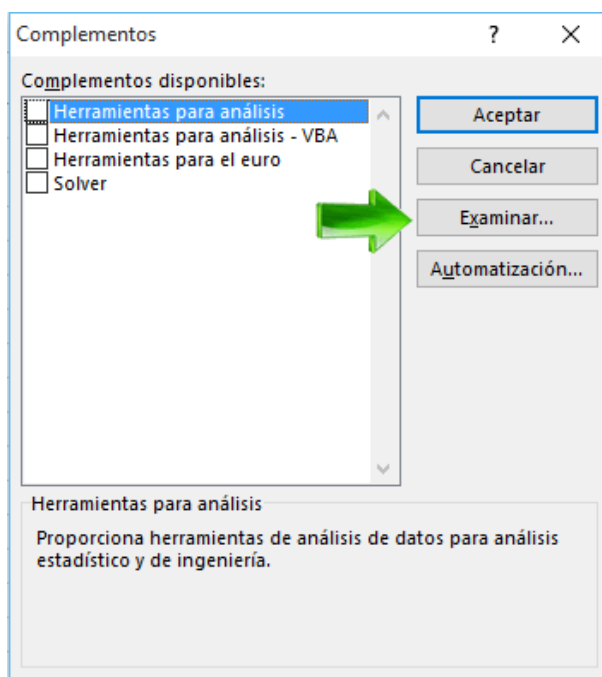 Complementos
?
Complementos disponibles:
Herramientas para análisis
Herramientas para análisis - VBA
Herramientas para el euro
Solver
Aceptar
Cancelar
Examinar...
Automatización...
Herramientas para análisis
Proporciona herramientas de análisis de datos para análisis
estadístico y de ingeniería.